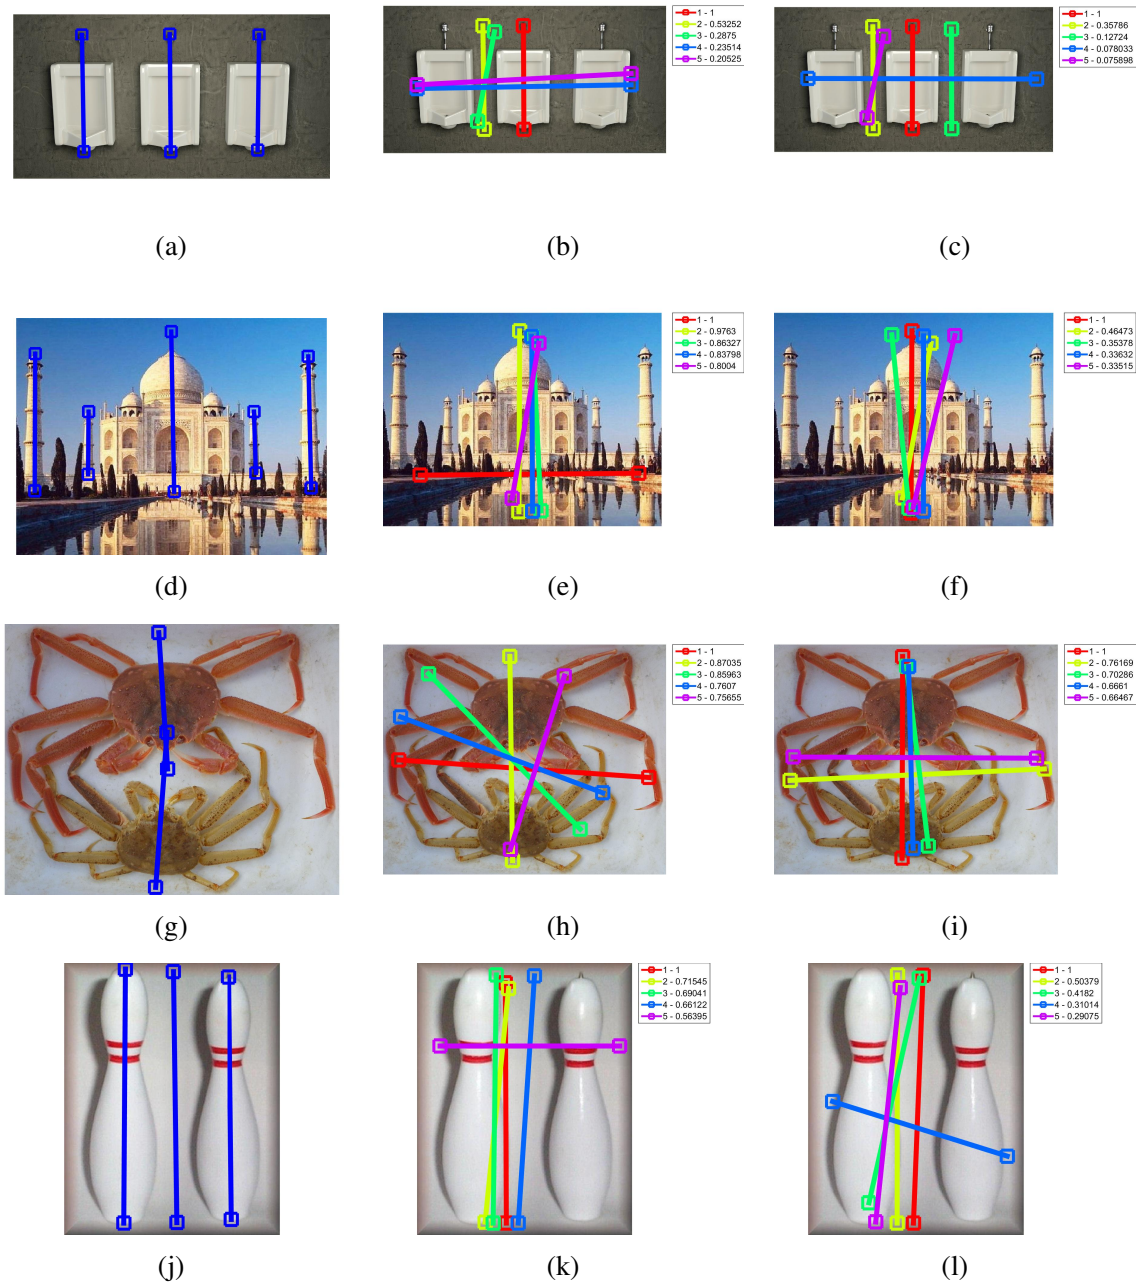 1 - 1
2 - 0.53252
3 - 0.2875
4 - 0.23514
5 - 0.20525
1 - 1
2 - 0.35786
3 - 0.12724
4 - 0.078033
5 - 0.075898
(a)
(b)
(c)
1 - 1
2 - 0.9763
3 - 0.86327
4 - 0.83798
5 - 0.8004
1 - 1
2 - 0.46473
3 - 0.35378
4 - 0.33632
5 - 0.33515
(d)
(e)
(f)
1 - 1
2 - 0.87035
3 - 0.85963
4 - 0.7607
5 - 0.75655
1 - 1
2 - 0.76169
3 - 0.70286
4 - 0.6661
5 - 0.66467
(g)
(h)
(i)
1 - 1
2 - 0.71545
3 - 0.69041
4 - 0.66122
5 - 0.56395
1 - 1
2 - 0.50379
3 - 0.4182
4 - 0.31014
5 - 0.29075
(j)
(k)
(l)